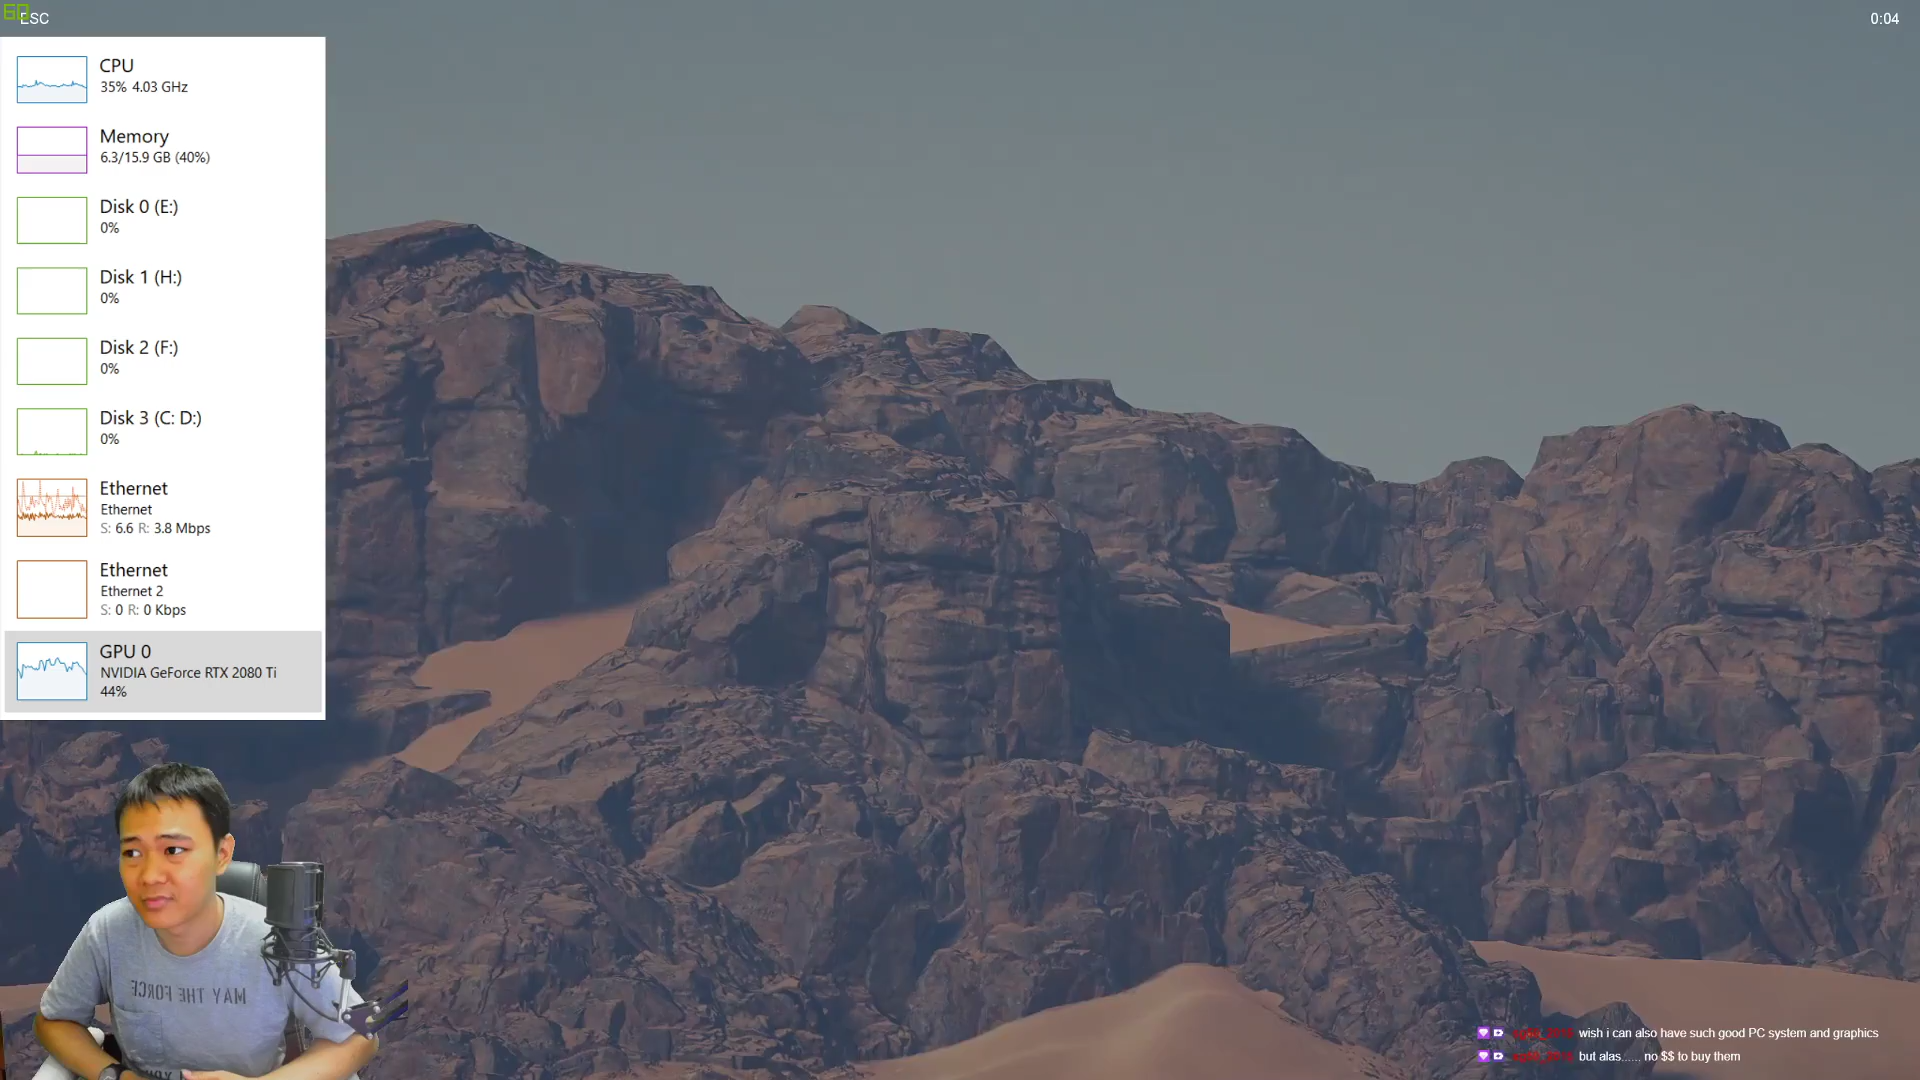 60
ESC
0:04
CPU
35% 4.03 GHz
Memory
6.3/15.9 GB (40%)
Disk 0 (E:)
0%
Disk 1 (H:)
0%
Disk 2 (F:)
0%
Disk 3 (C: D:)
0%
Ethernet
Ethernet
S: 6.6 R: 3.8 Mbps
Ethernet
Ethernet 2
S: 0 R: 0 Kbps
GPU 0
NVIDIA GeForce RTX 2080 Ti
44%
MAY THE FORCE
wish i can also have such good PC system and graphics
but alas...... no $$ to buy them